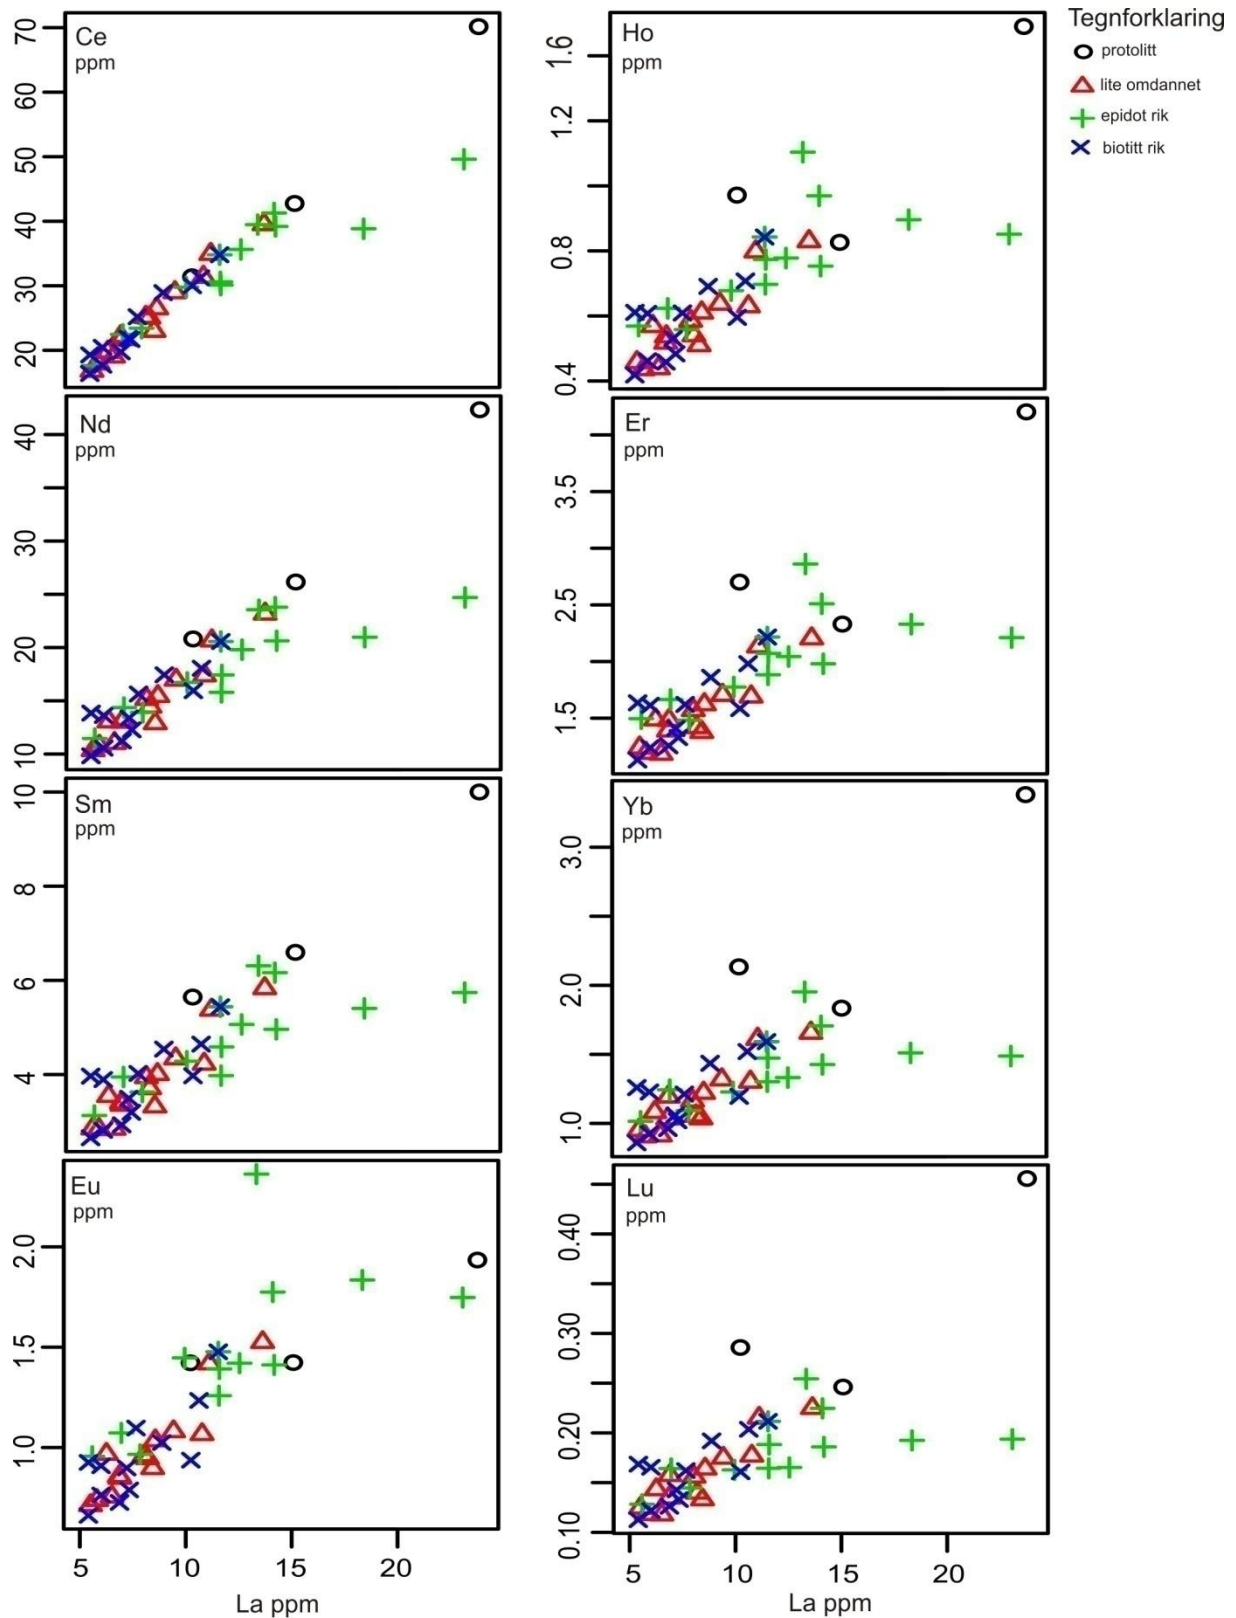 Tegnforklaring
protolitt
lite omdannet
epidot rik
biotitt rik
Ce
ppm
70
60
50
40
30
20
Ho
ppm
1.6
1.2
0.8
0.4
Nd
ppm
40
30
20
10
Er
ppm
3.5
2.5
1.5
Sm
ppm
10
8
6
4
Yb
ppm
3.0
2.0
1.0
Eu
ppm
2.0
1.5
1.0
5 10 15 20
La ppm
Lu
ppm
0.40
0.30
0.20
0.10
5 10 15 20
La ppm